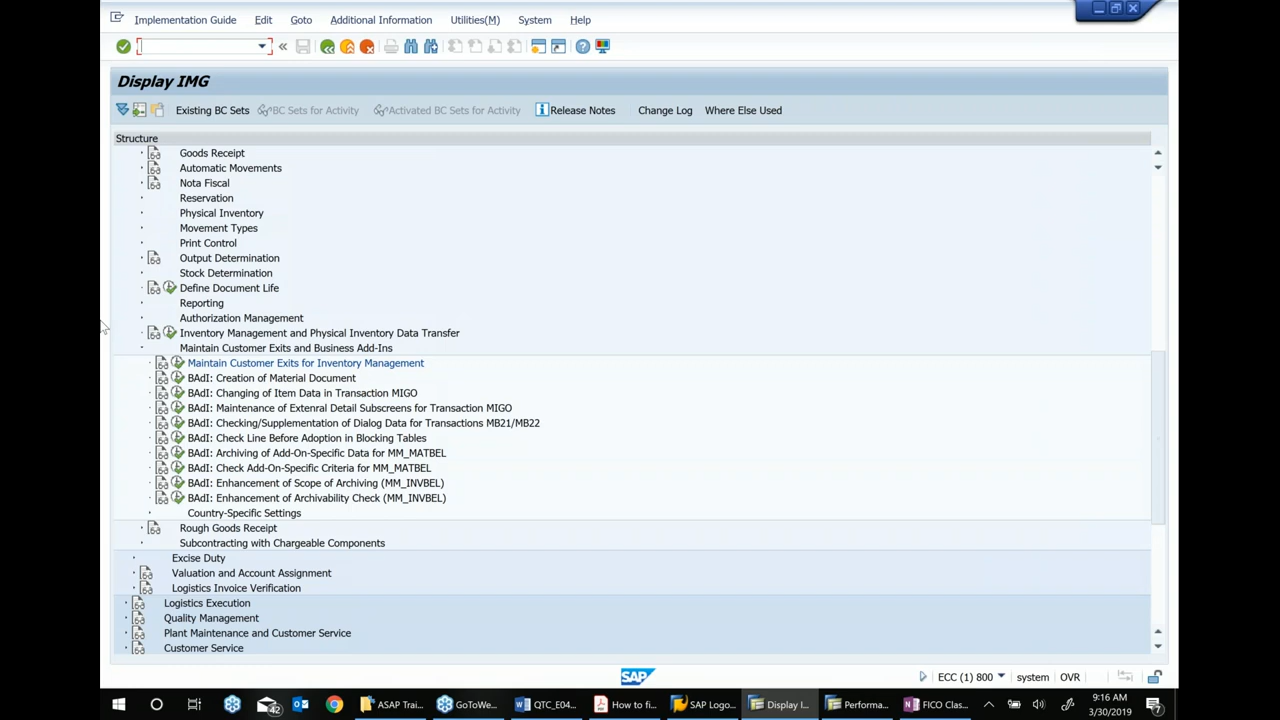 Implementation Guide Edit Goto Additional Information Utilities(M) System Help
Display IMG
Existing BC Sets BC Sets for Activity Activated BC Sets for Activity Release Notes Change Log Where Else Used
Structure
Goods Receipt
Automatic Movements
Nota Fiscal
Reservation
Physical Inventory
Movement Types
Print Control
Output Determination
Stock Determination
Define Document Life
Reporting
Authorization Management
Inventory Management and Physical Inventory Data Transfer
Maintain Customer Exits and Business Add-Ins
Maintain Customer Exits for Inventory Management
BAdI: Creation of Material Document
BAdI: Changing of Item Data in Transaction MIGO
BAdI: Maintenance of Extenral Detail Subscreens for Transaction MIGO
BAdI: Checking/Supplementation of Dialog Data for Transactions MB21/MB22
BAdI: Check Line Before Adoption in Blocking Tables
BAdI: Archiving of Add-On-Specific Data for MM_MATBEL
BAdI: Check Add-On-Specific Criteria for MM_MATBEL
BAdI: Enhancement of Scope of Archiving (MM_INVBEL)
BAdI: Enhancement of Archivability Check (MM_INVBEL)
Country-Specific Settings
Rough Goods Receipt
Subcontracting with Chargeable Components
Excise Duty
Valuation and Account Assignment
Logistics Invoice Verification
Logistics Execution
Quality Management
Plant Maintenance and Customer Service
Customer Service
SAP
ECC (1) 800 system OVR
42 ASAP Trai... GoToWe... QTC_E04... How to fi... SAP Logo... Display I... Performa... FICO Clas... 9:16 AM
3/30/2019 7